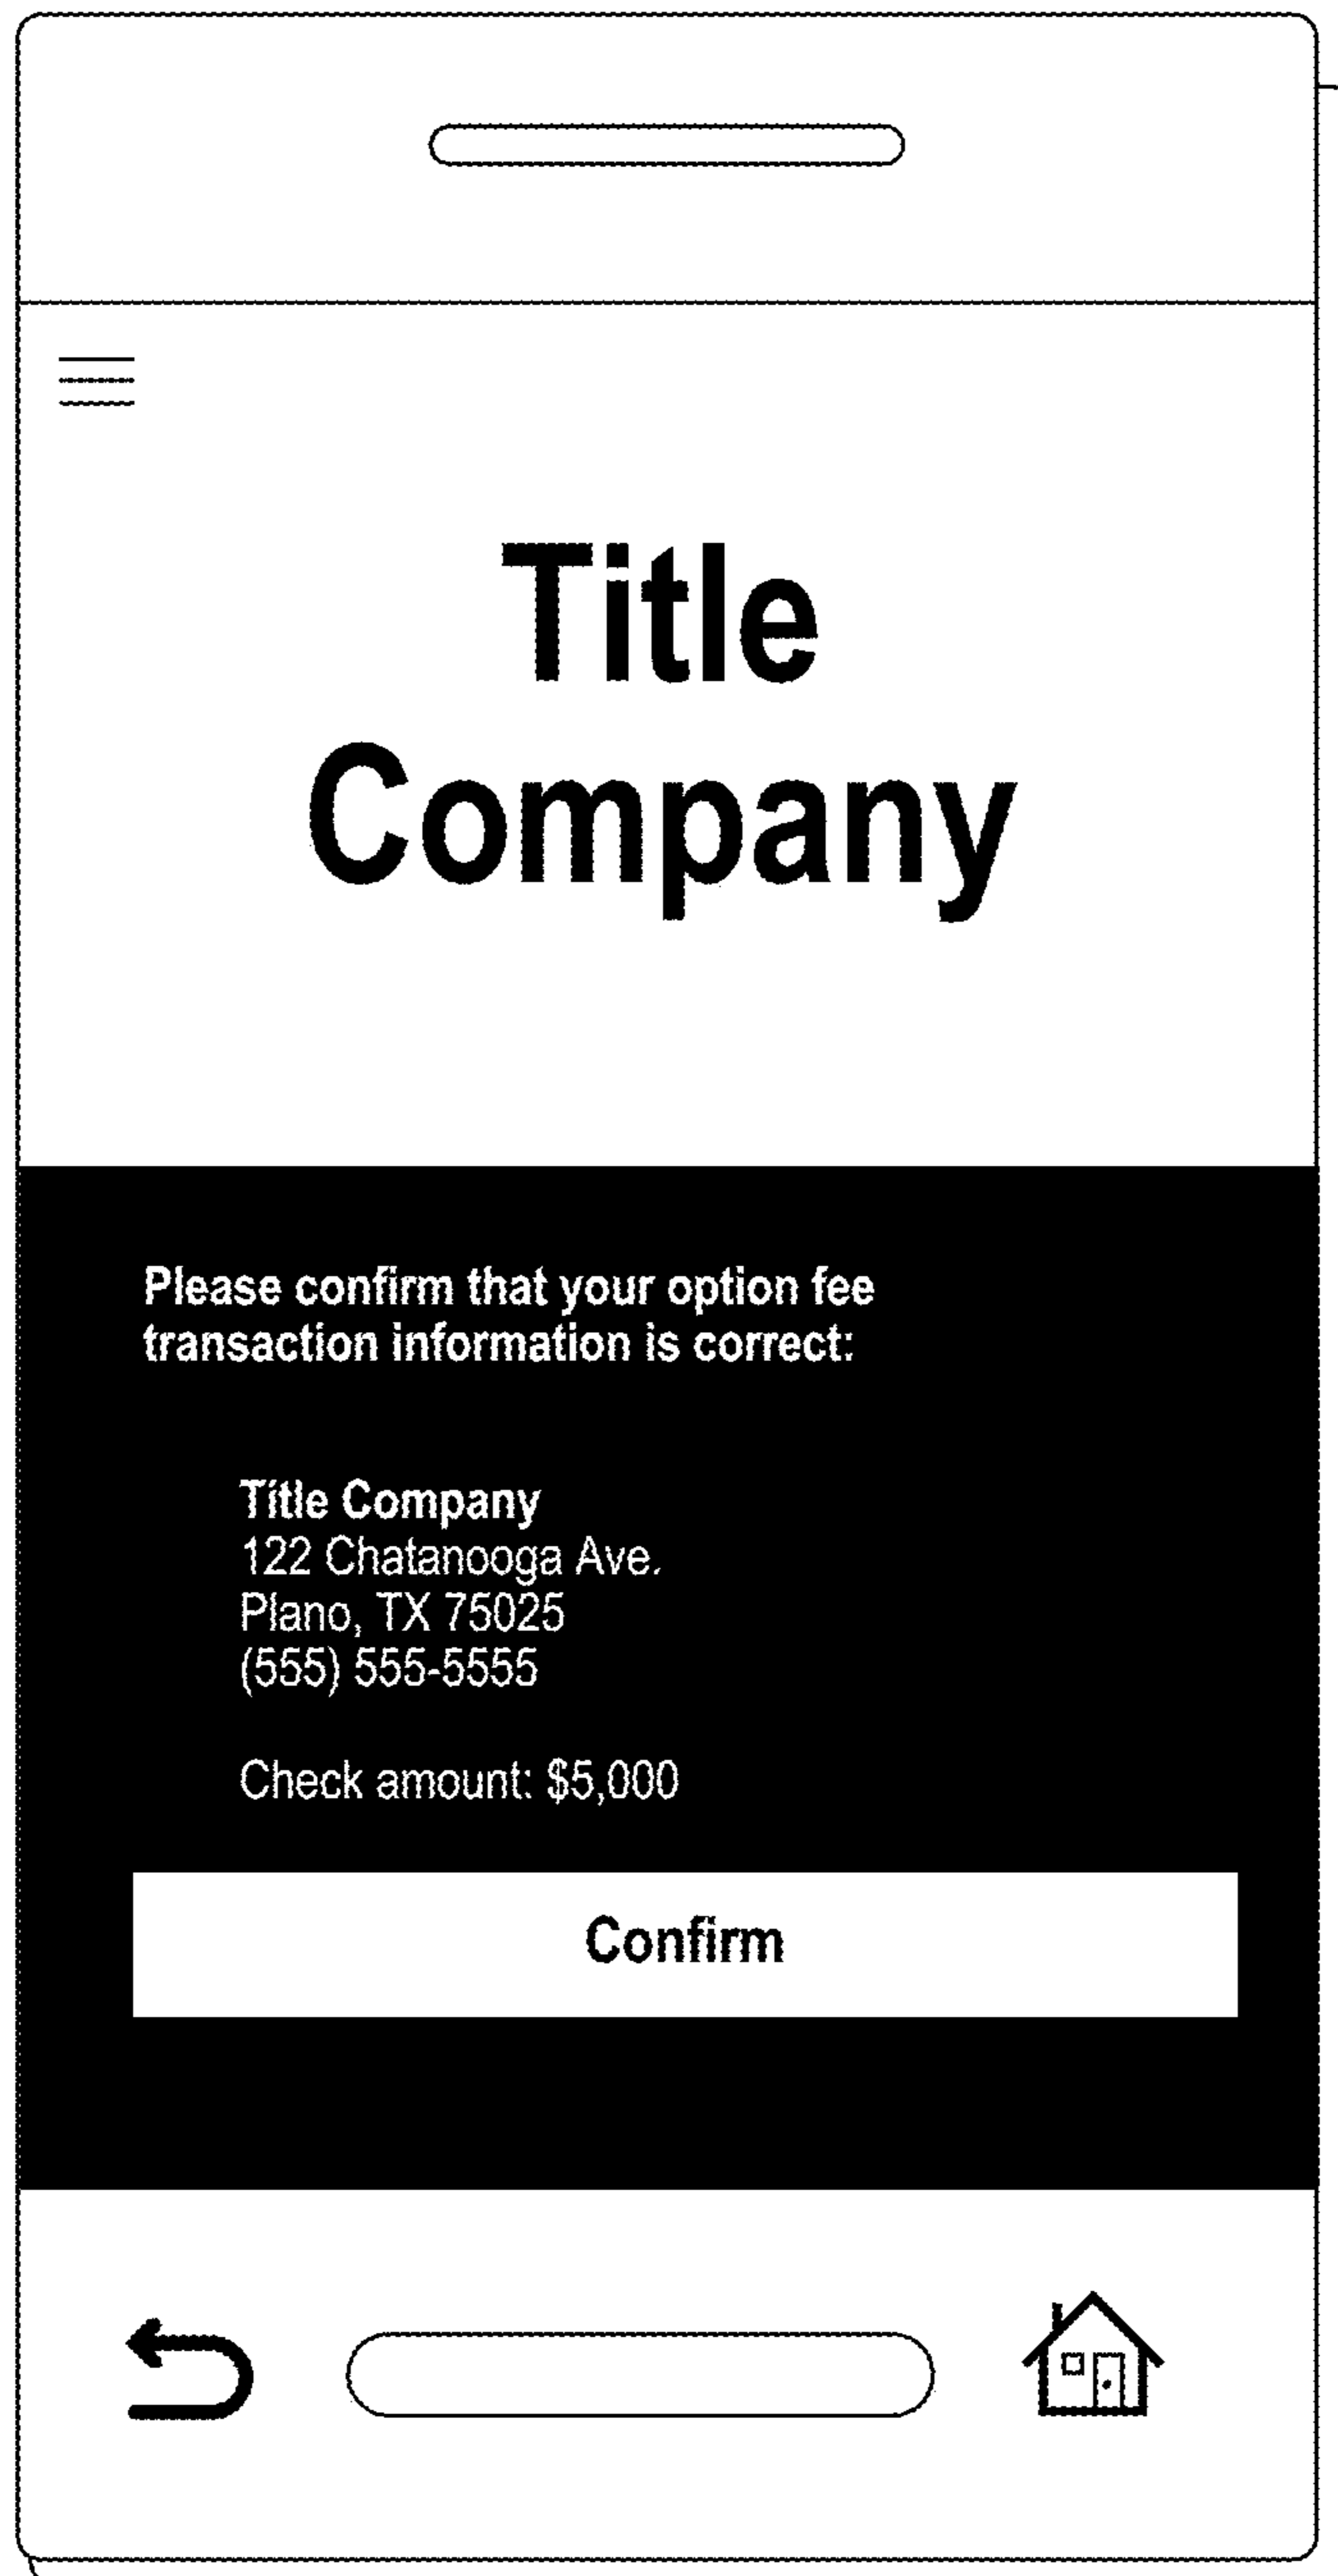 Title
Company
Please confirm that your option fee
transaction information is correct:
Title Company
122 Chatanooga Ave.
Plano, TX 75025
(555) 555-5555
Check amount: $5,000
Confirm